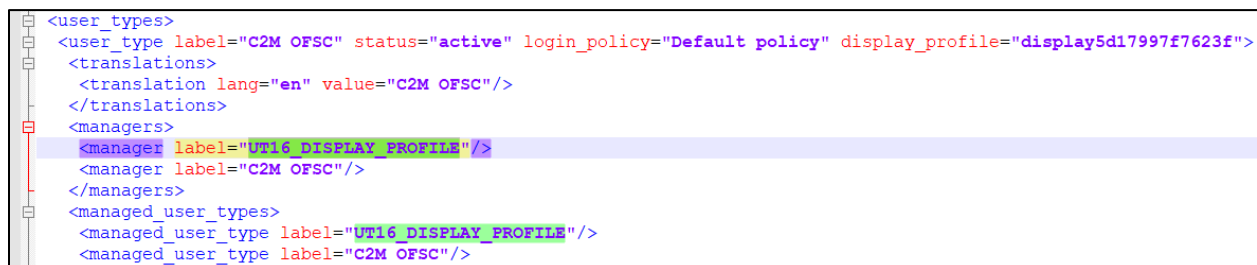 <user_types>
<user_type label="C2M OFSC" status="active" login_policy="Default policy" display_profile="display5d17997f7623f">
<translations>
<translation lang="en" value="C2M OFSC"/>
</translations>
<managers>
<manager label="UT16_DISPLAY_PROFILE"/>
<manager label="C2M OFSC"/>
</managers>
<managed_user_types>
<managed_user_type label="UT16_DISPLAY_PROFILE"/>
<managed_user_type label="C2M OFSC"/>